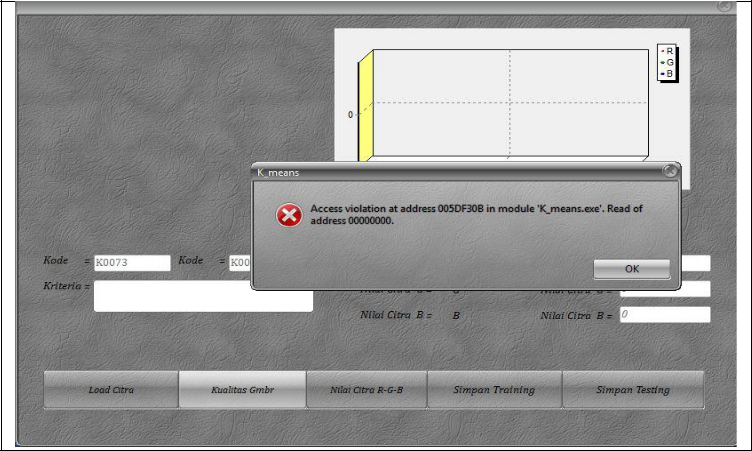 R
G
B
0
K_means
Access violation at address 005DF30B in module 'K_means.exe'. Read of
address 00000000.
OK
Kode = K0073 Kode = K00
Kriteria =
Nilai Citra G = G Nilai Citra G = 0
Nilai Citra B = B Nilai Citra B = 0
Load Citra Kualitas Gmbr Nilai Citra R-G-B Simpan Training Simpan Testing